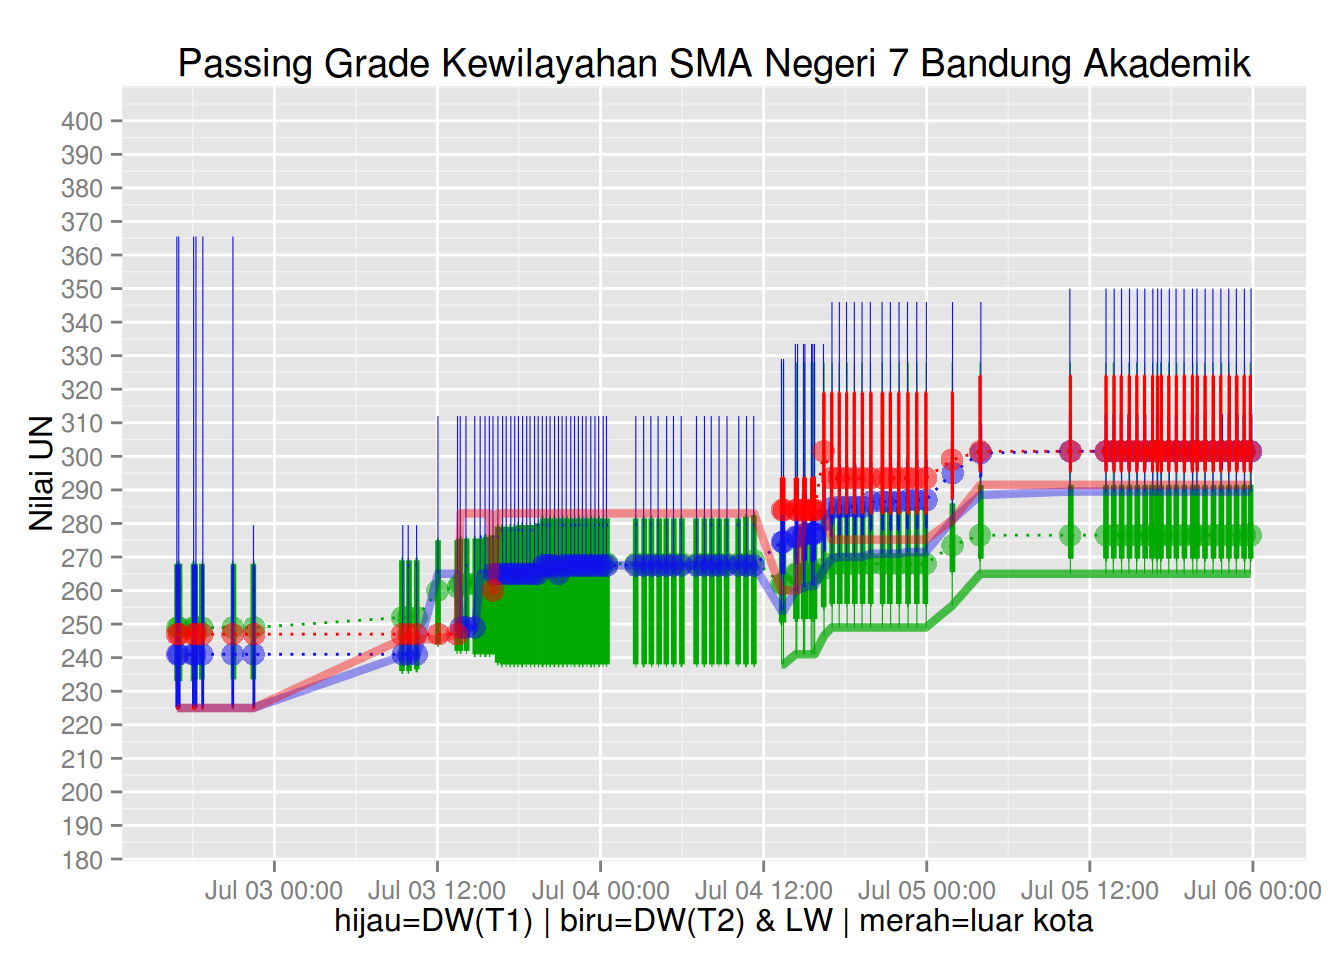 Passing Grade Kewilayahan SMA Negeri 7 Bandung Akademik
Nilai UN
400
390
380
370
360
350
340
330
320
310
300
290
280
270
260
250
240
230
220
210
200
190
180
Jul 03 00:00
Jul 03 12:00
Jul 04 00:00
Jul 04 12:00
Jul 05 00:00
Jul 05 12:00
Jul 06 00:00
hijau=DW(T1) | biru=DW(T2) & LW | merah=luar kota